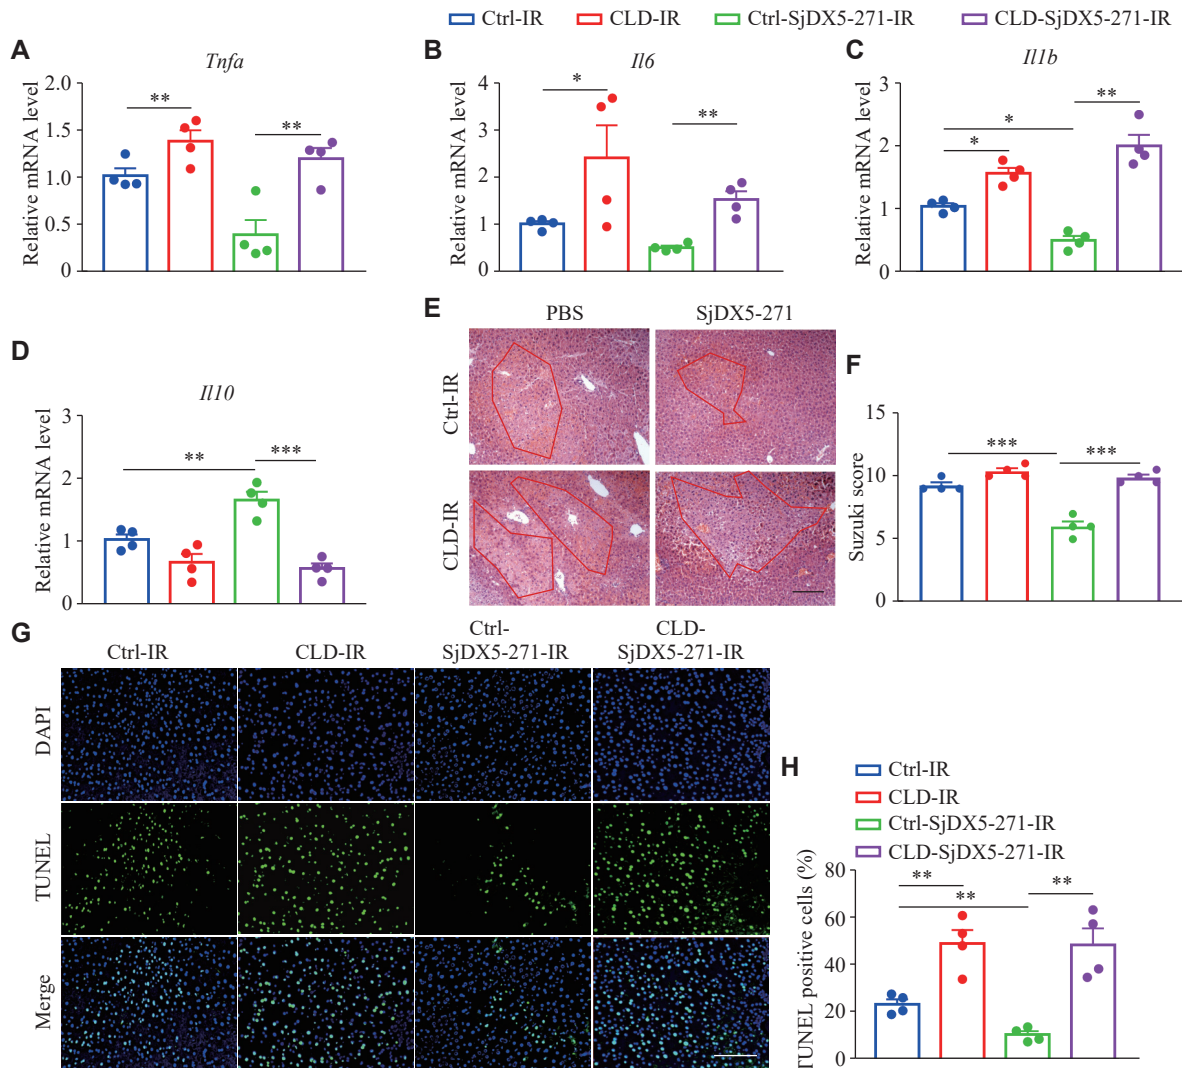 Ctrl-IR CLD-IR Ctrl-SjDX5-271-IR CLD-SjDX5-271-IR
A
Tnfa
Relative mRNA level
2.0
1.5
1.0
0.5
0
**
**
B
Il6
Relative mRNA level
4
3
2
1
0
*
**
C
Il1b
Relative mRNA level
3
2
1
0
*
*
**
D
Il10
Relative mRNA level
3
2
1
0
**
***
E
PBS SjDX5-271
Ctrl-IR
CLD-IR
F
Suzuki score
15
10
5
0
***
***
G
Ctrl-IR CLD-IR Ctrl-
SjDX5-271-IR CLD-
SjDX5-271-IR
DAPI
TUNEL
Merge
H
Ctrl-IR
CLD-IR
Ctrl-SjDX5-271-IR
CLD-SjDX5-271-IR
TUNEL positive cells (%)
80
60
40
20
0
**
**
**